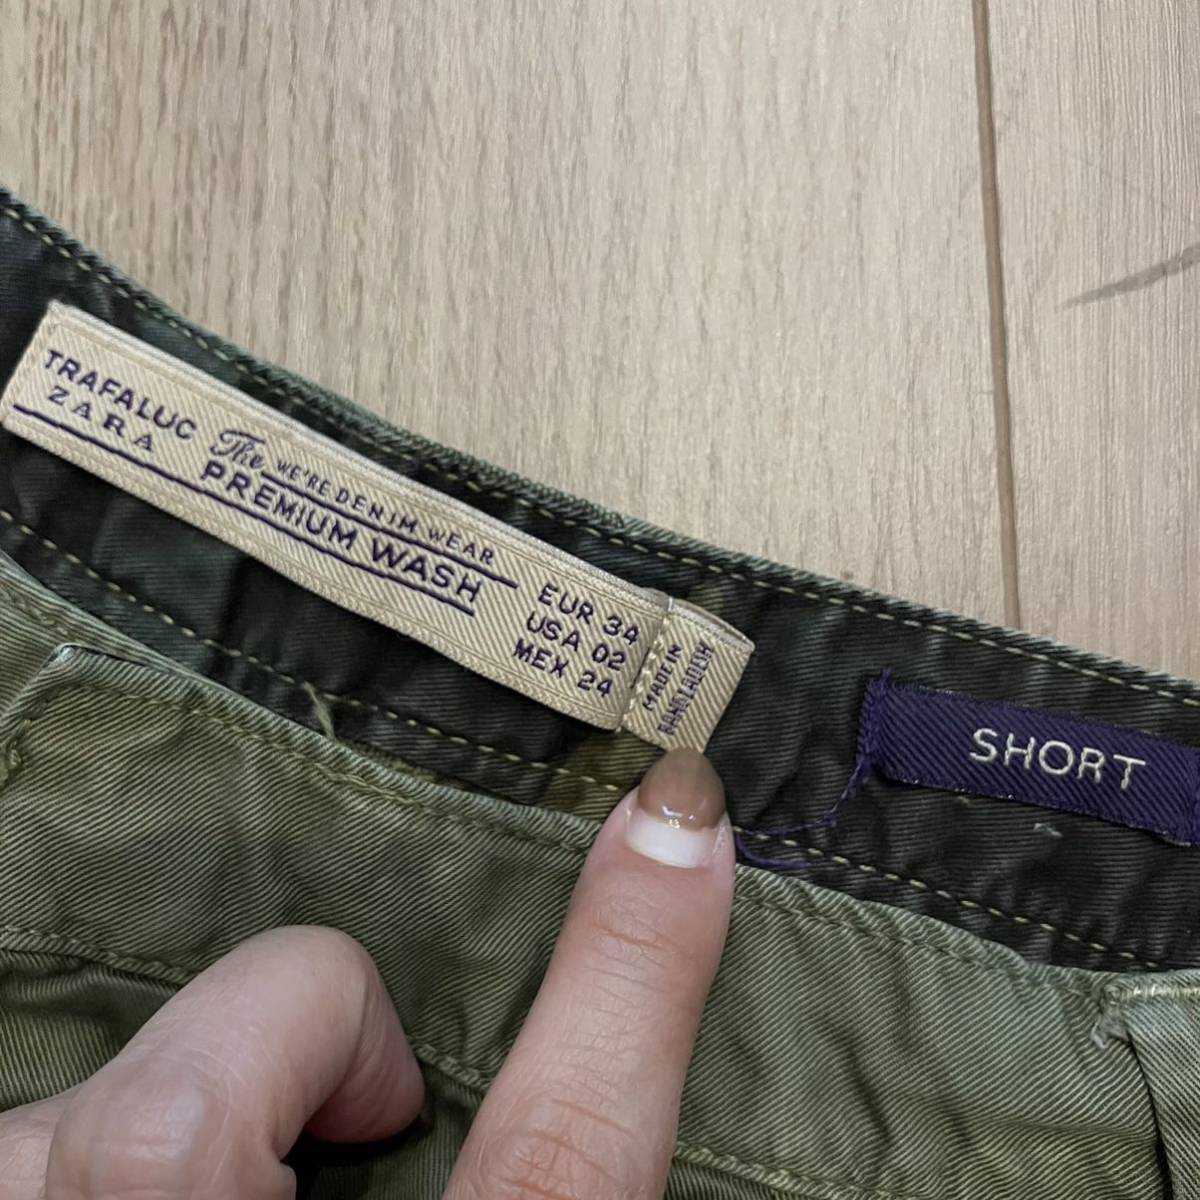 TRAFALUC
ZARA
The WE'RE DENIM WEAR
PREMIUM WASH
EUR 34
USA 02
MEX 24
MADE IN
BANGLADESH
SHORT